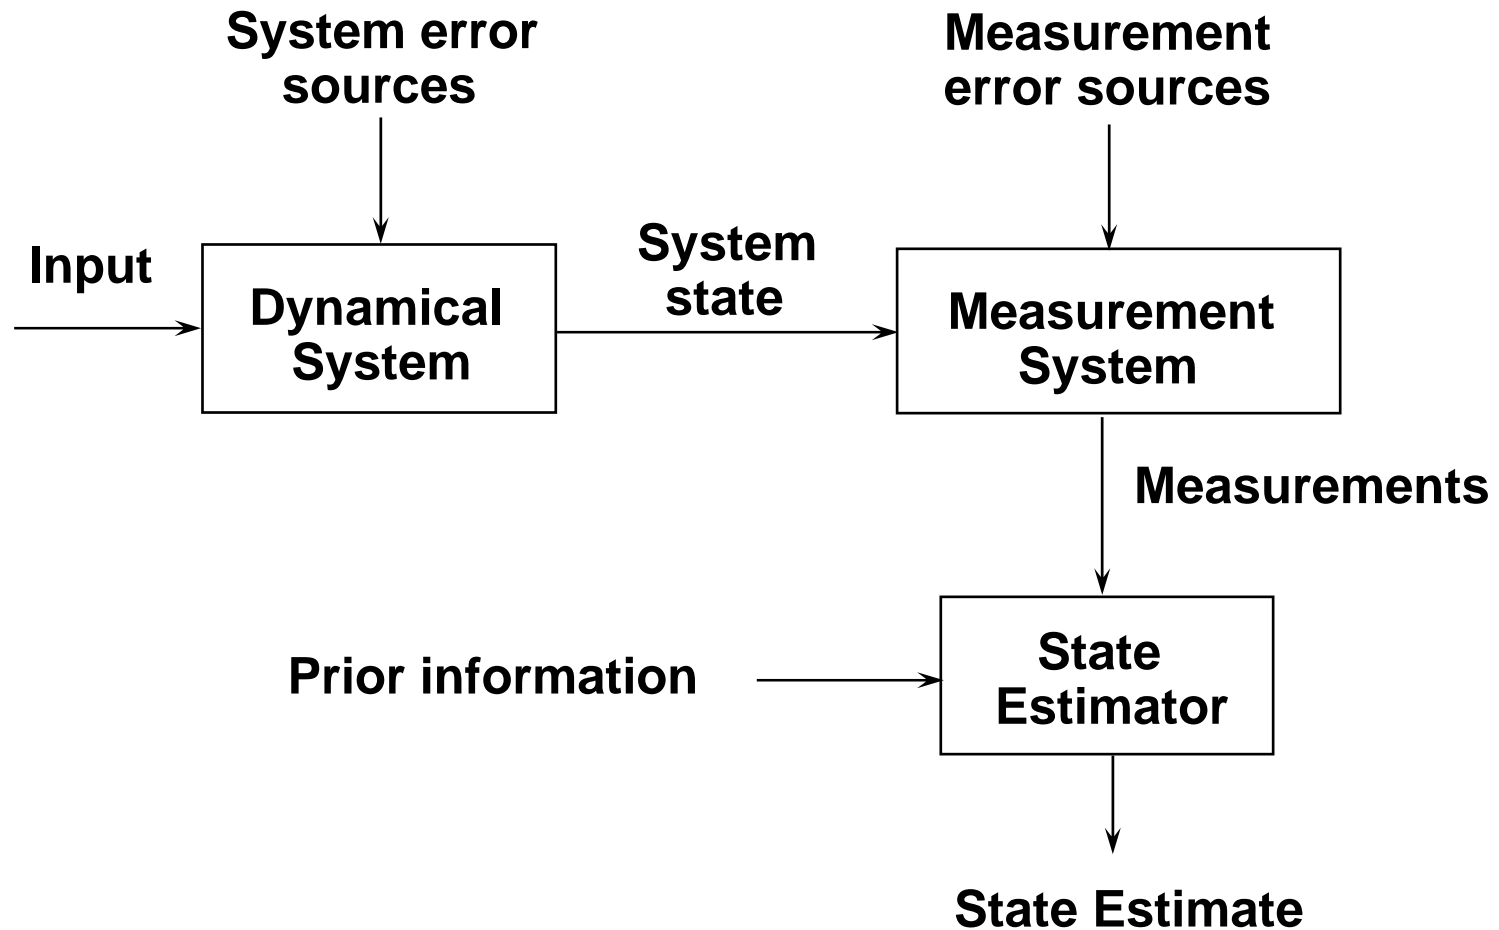 System error
sources
Measurement
error sources
Input
Dynamical
System
System
state
Measurement
System
Measurements
Prior information
State
Estimator
State Estimate